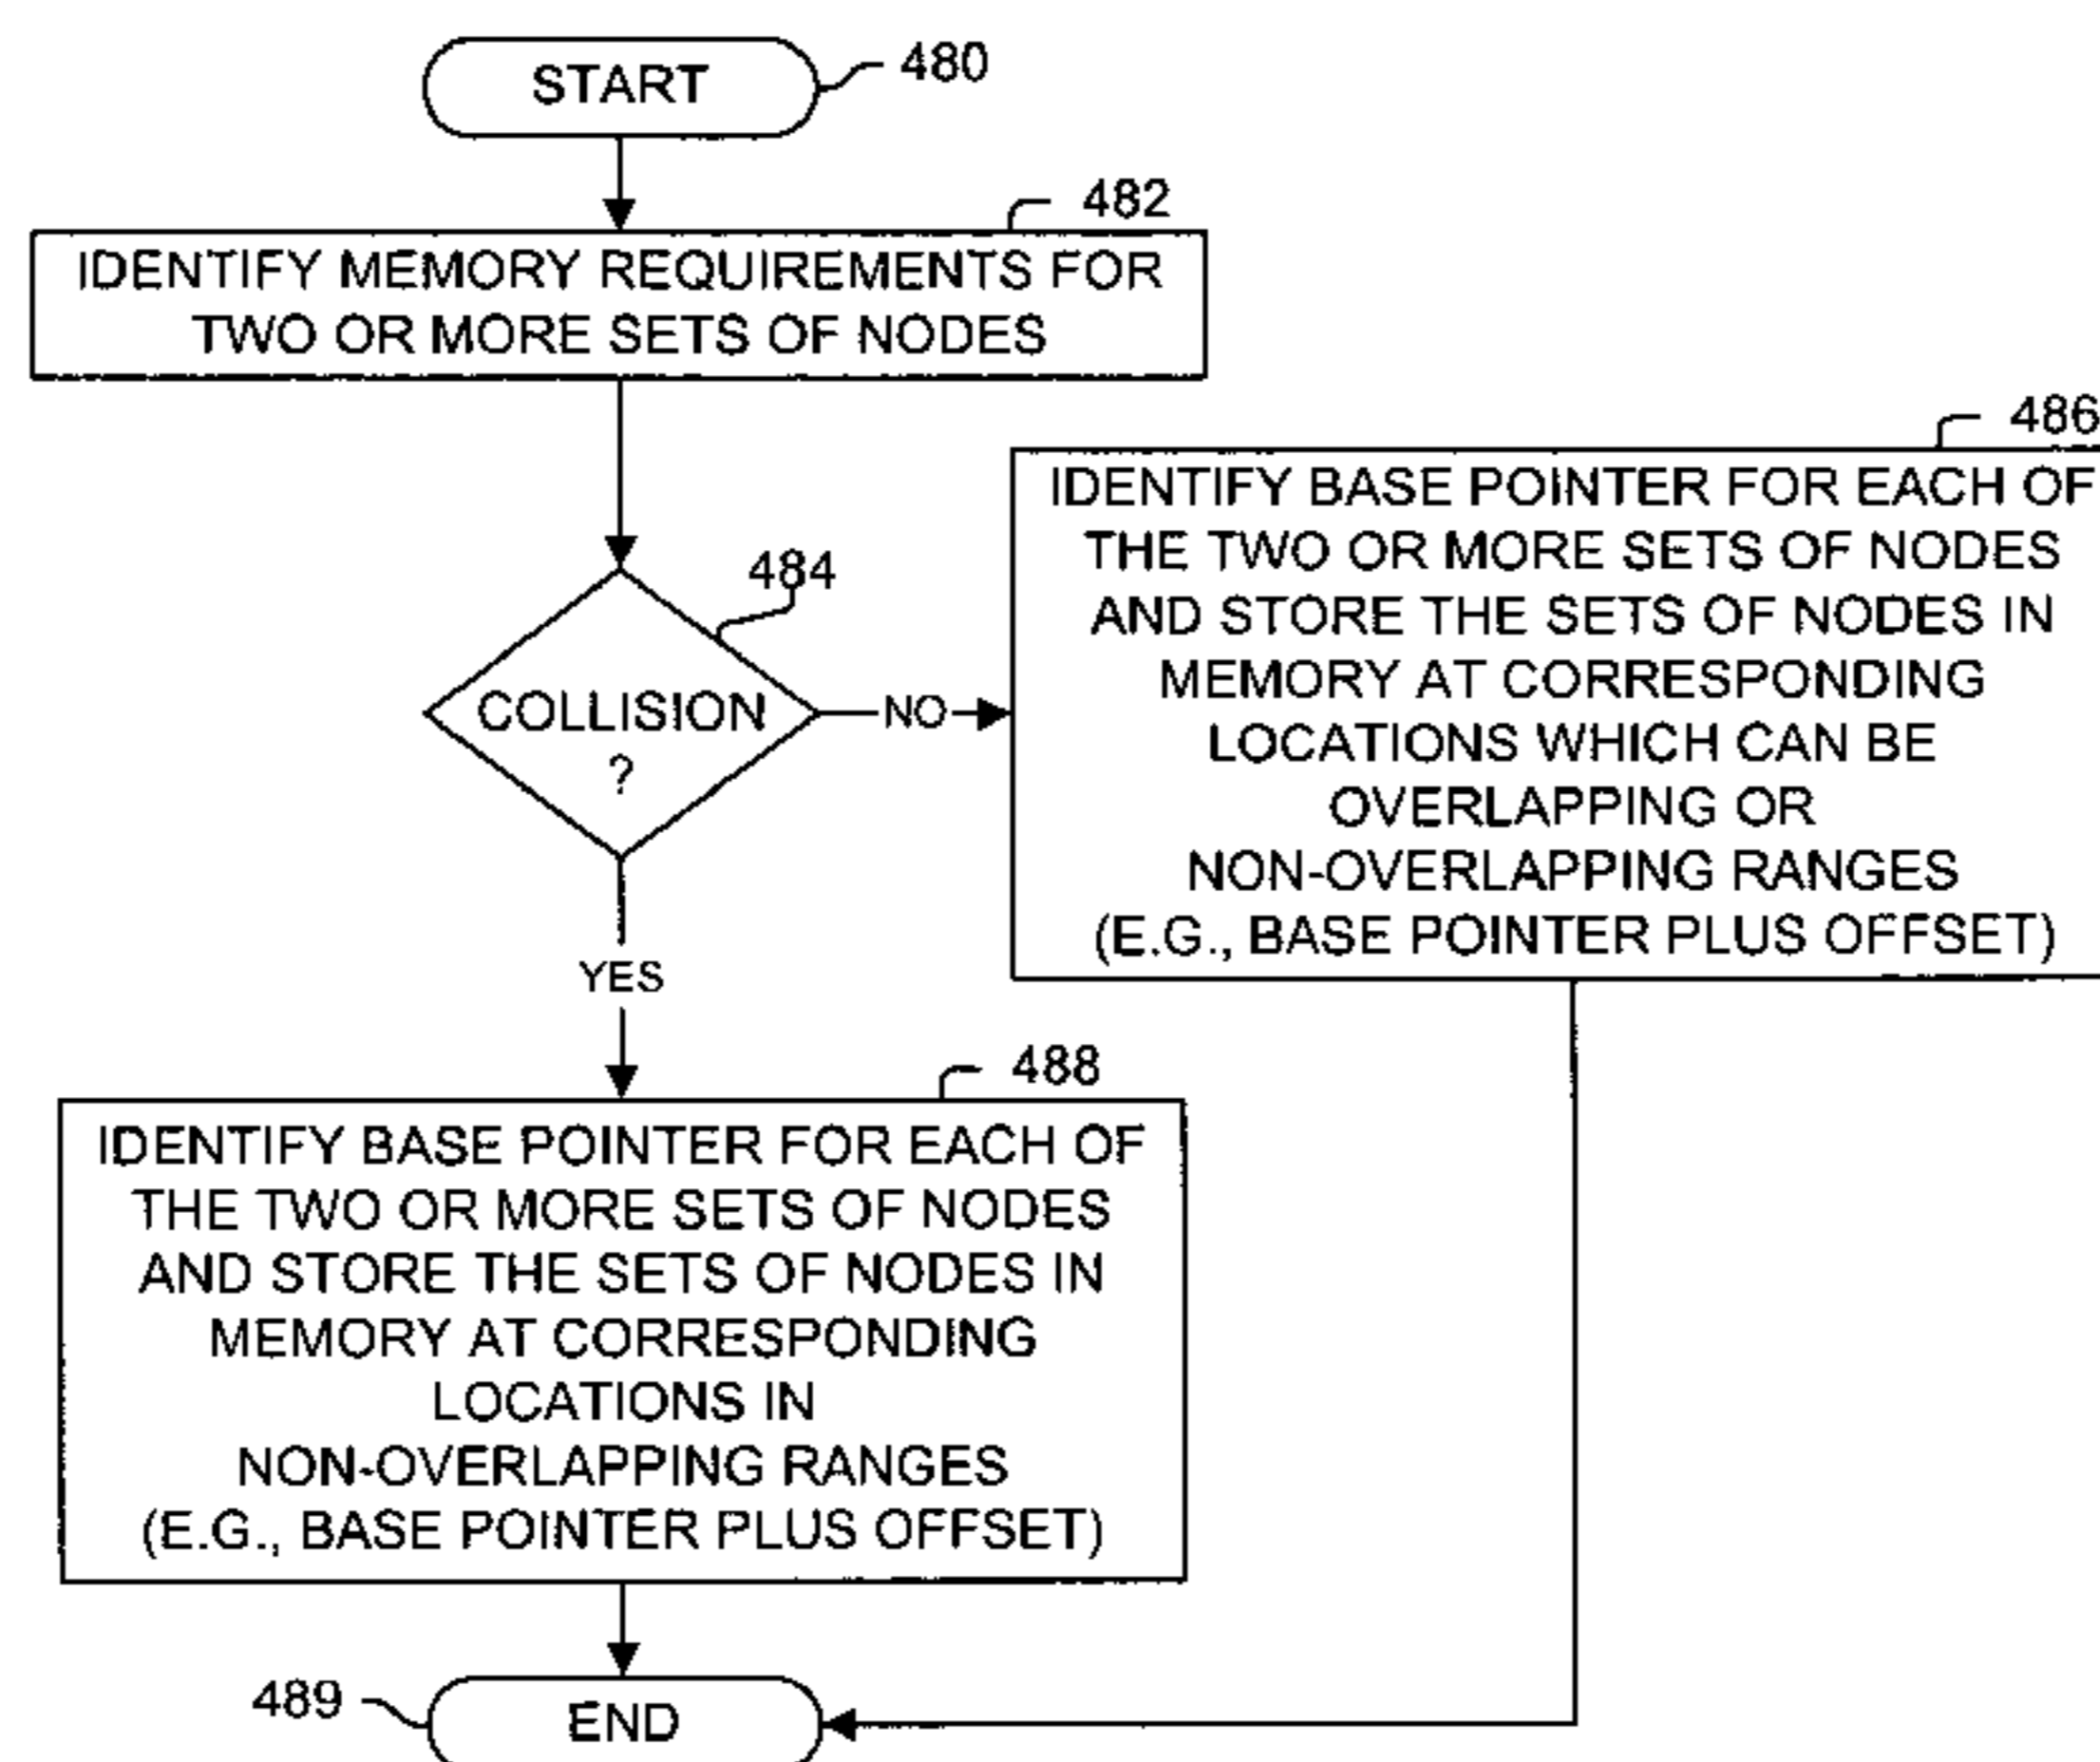 START
480
482
IDENTIFY MEMORY REQUIREMENTS FOR
TWO OR MORE SETS OF NODES
484
COLLISION
?
NO
486
IDENTIFY BASE POINTER FOR EACH OF
THE TWO OR MORE SETS OF NODES
AND STORE THE SETS OF NODES IN
MEMORY AT CORRESPONDING
LOCATIONS WHICH CAN BE
OVERLAPPING OR
NON-OVERLAPPING RANGES
(E.G., BASE POINTER PLUS OFFSET)
YES
488
IDENTIFY BASE POINTER FOR EACH OF
THE TWO OR MORE SETS OF NODES
AND STORE THE SETS OF NODES IN
MEMORY AT CORRESPONDING
LOCATIONS IN
NON-OVERLAPPING RANGES
(E.G., BASE POINTER PLUS OFFSET)
489
END